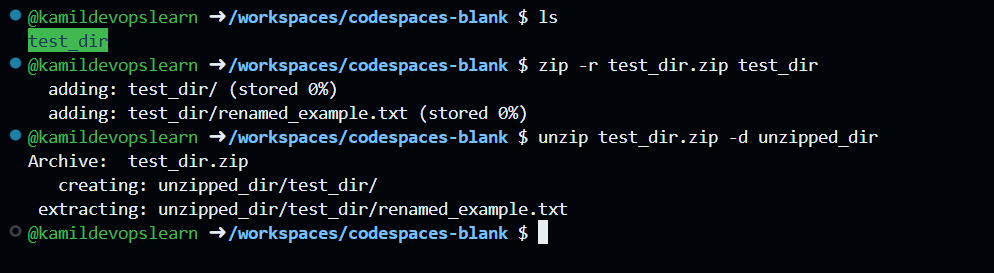 @kamildevopslearn ➜/workspaces/codespaces-blank $ ls
test_dir
@kamildevopslearn ➜/workspaces/codespaces-blank $ zip -r test_dir.zip test_dir
  adding: test_dir/ (stored 0%)
  adding: test_dir/renamed_example.txt (stored 0%)
@kamildevopslearn ➜/workspaces/codespaces-blank $ unzip test_dir.zip -d unzipped_dir
Archive:  test_dir.zip
   creating: unzipped_dir/test_dir/
 extracting: unzipped_dir/test_dir/renamed_example.txt
@kamildevopslearn ➜/workspaces/codespaces-blank $